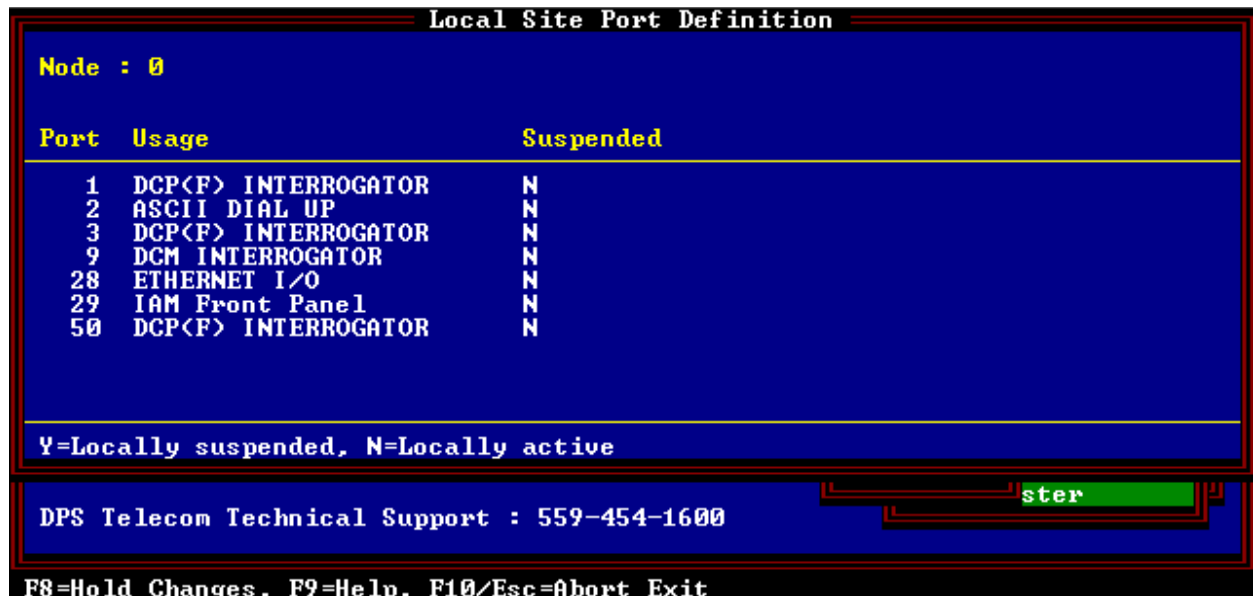 Local Site Port Definition
Node : 0
Port Usage Suspended
1 DCP(F) INTERROGATOR N
2 ASCII DIAL UP N
3 DCP(F) INTERROGATOR N
9 DCM INTERROGATOR N
28 ETHERNET I/O N
29 IAM Front Panel N
50 DCP(F) INTERROGATOR N
Y=Locally suspended, N=Locally active
ster
DPS Telecom Technical Support : 559-454-1600
F8=Hold Changes, F9=Help, F10/Esc=Abort Exit